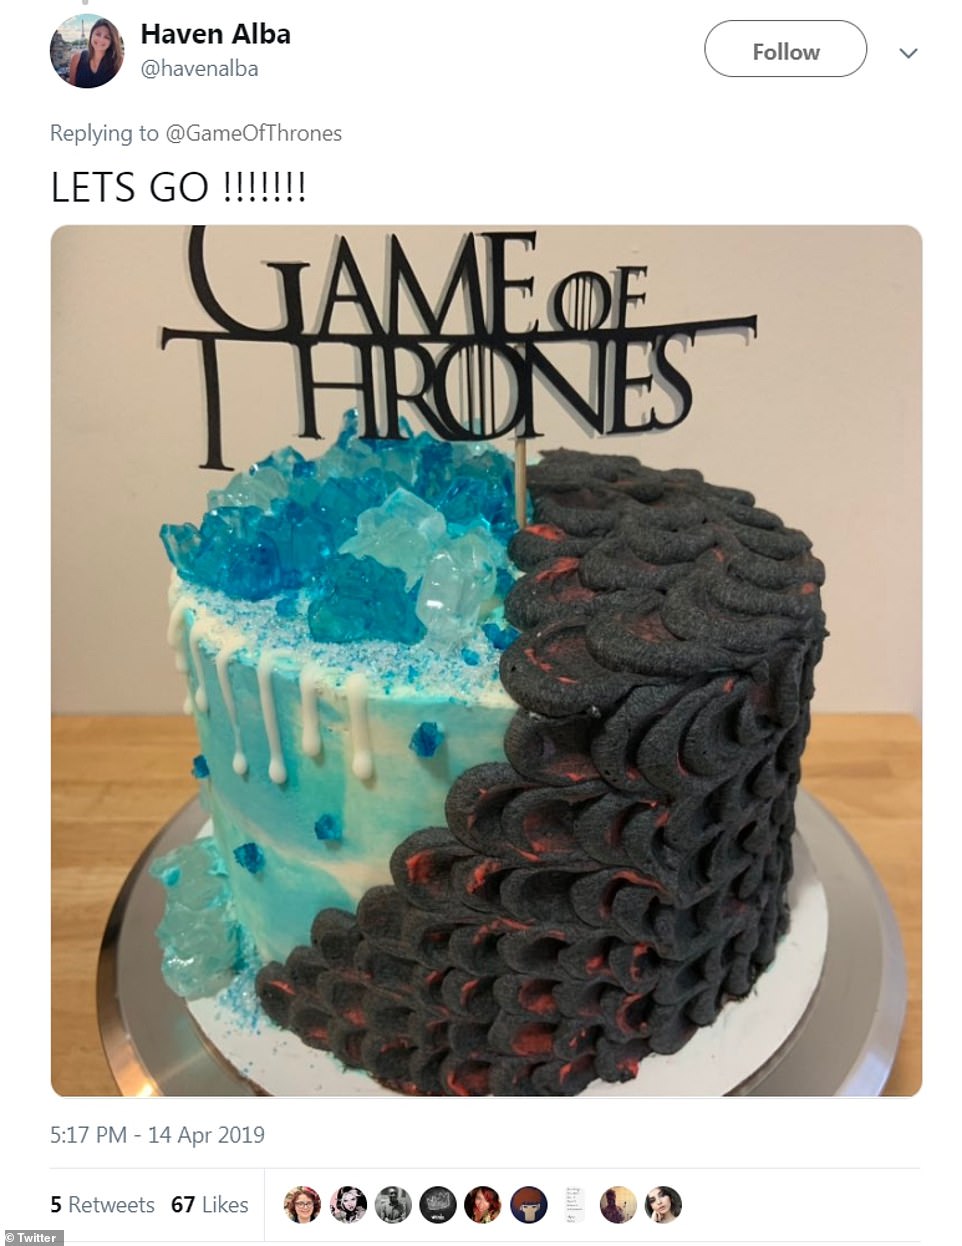 Haven Alba
@havenalba
Follow
Replying to @GameOfThrones
LETS GO !!!!!!!
GAME OF
THRONES
5:17 PM - 14 Apr 2019
5 Retweets 67 Likes
© Twitter